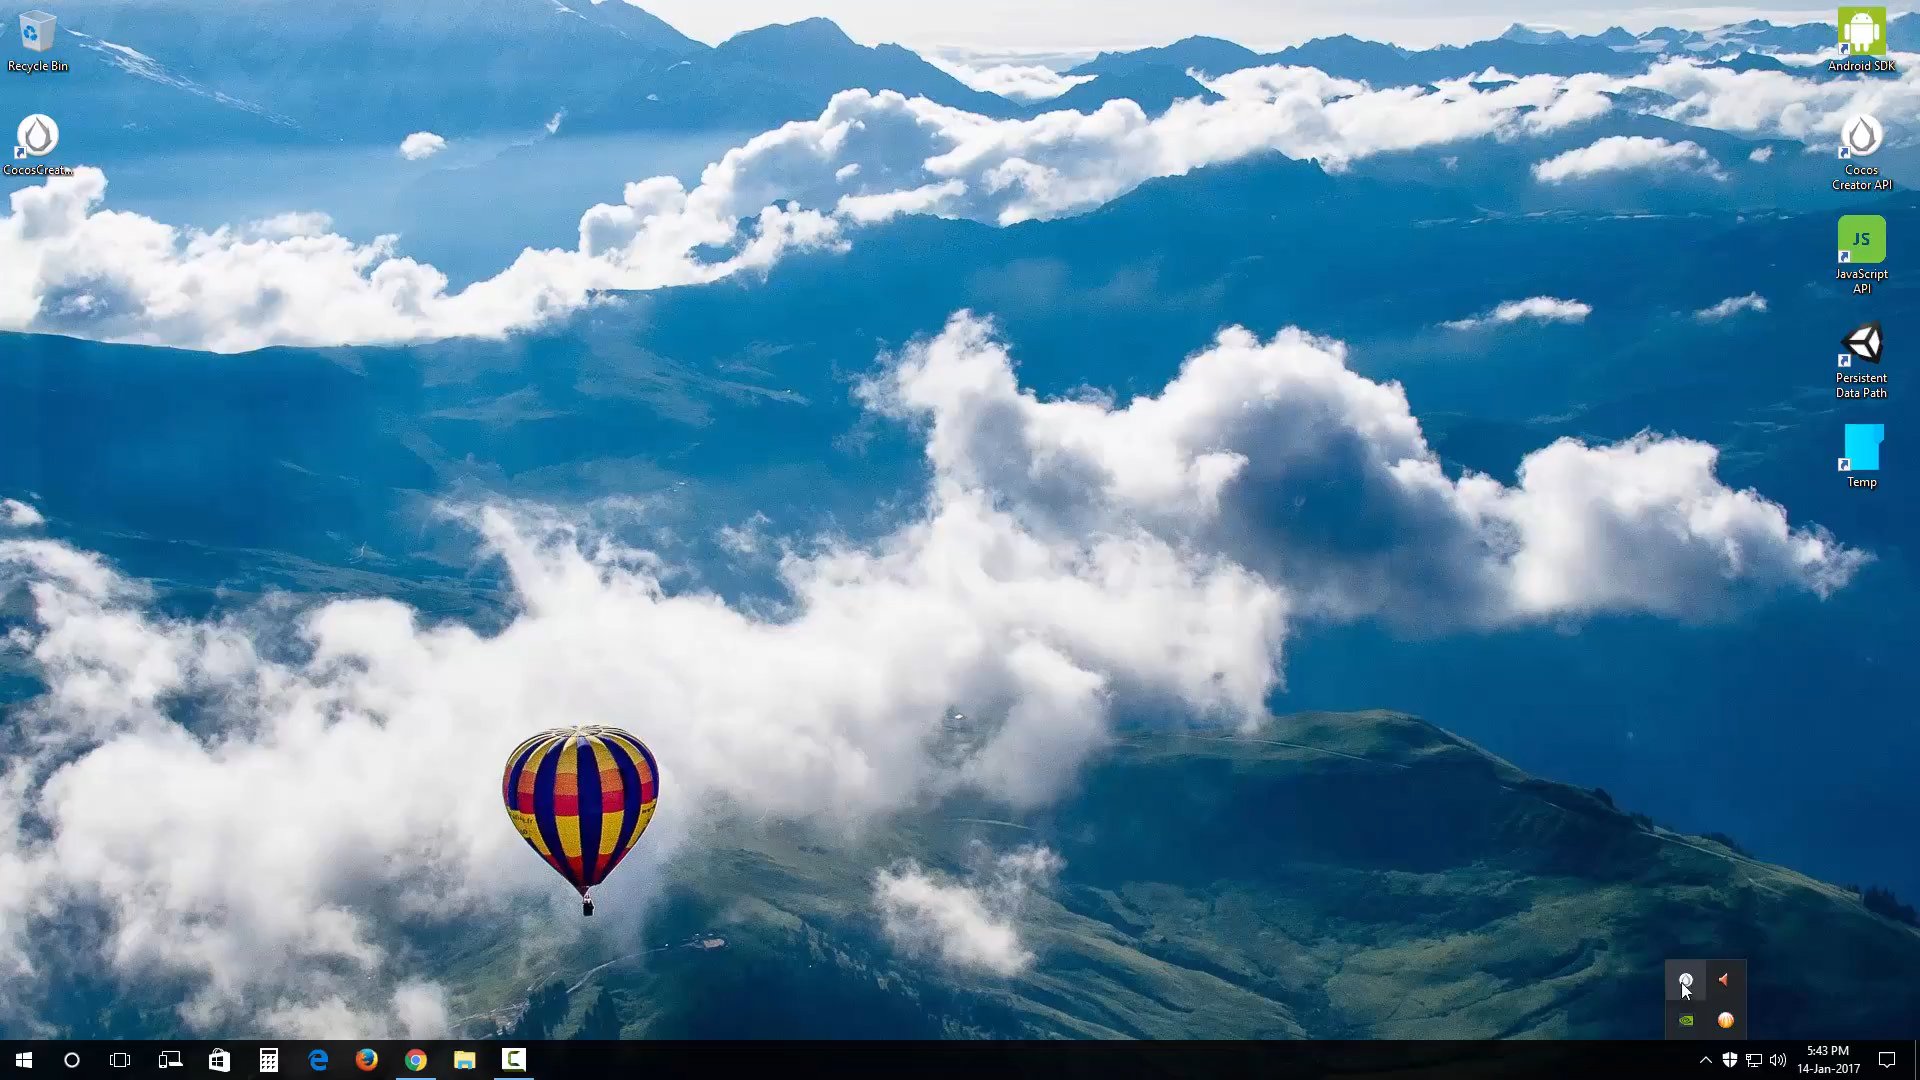 Recycle Bin
CocosCreat...
Android SDK
Cocos
Creator API
JS
JavaScript
API
Persistent
Data Path
Temp
5:43 PM
14-Jan-2017